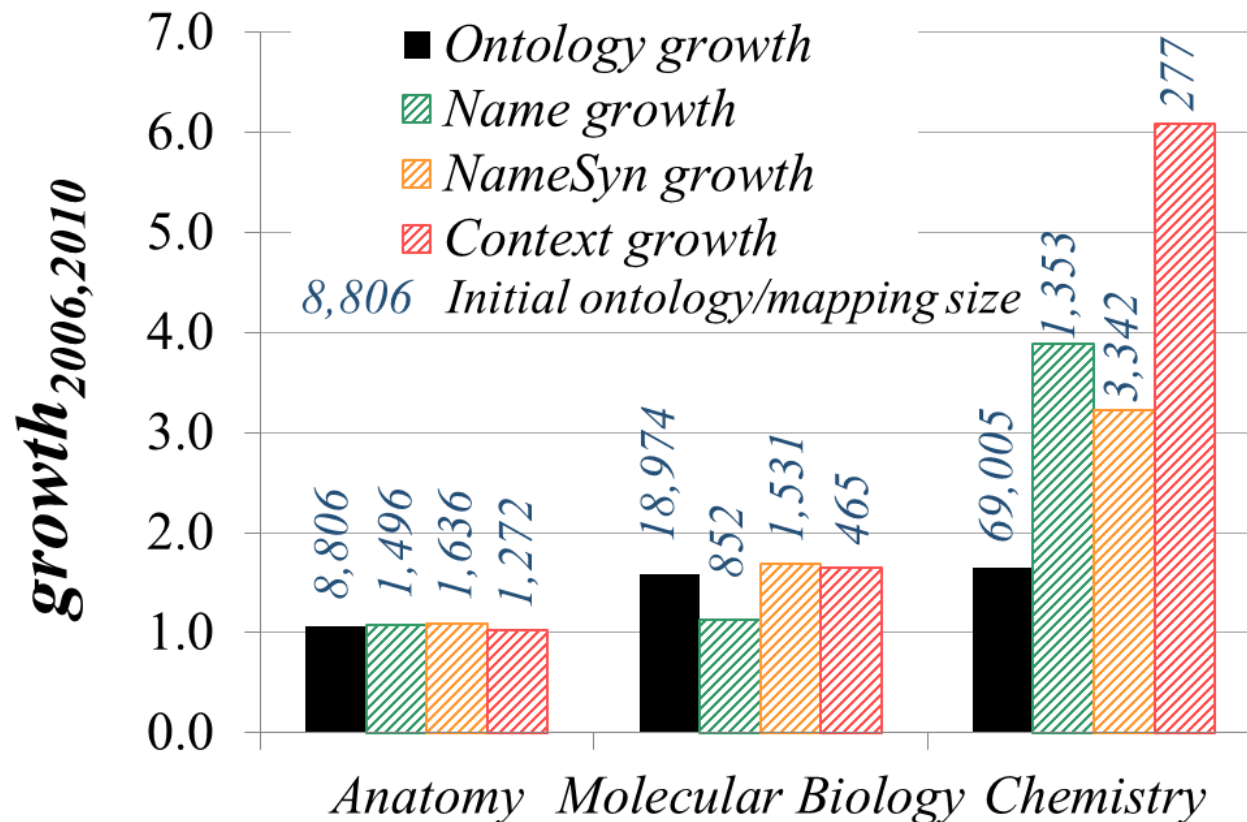 7.0
6.0
5.0
4.0
3.0
2.0
1.0
0.0
growth2006,2010
Ontology growth
Name growth
NameSyn growth
Context growth
8,806 Initial ontology/mapping size
8,806
1,496
1,636
1,272
18,974
852
1,531
465
69,005
1,353
3,342
277
Anatomy Molecular Biology Chemistry